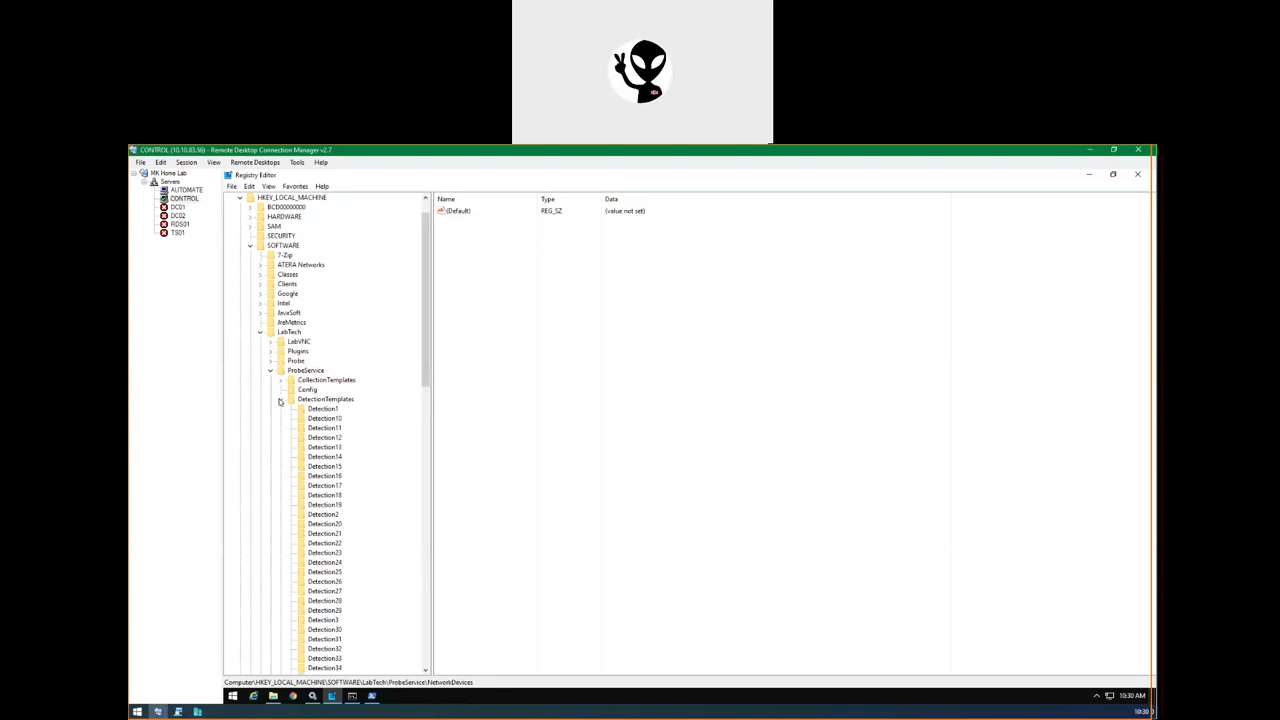 CONTROL (10.10.83.56) - Remote Desktop Connection Manager v2.7
File Edit Session View Remote Desktops Tools Help
MK Home Lab
Servers
AUTOMATE
CONTROL
DC01
DC02
RDS01
TS01
Registry Editor
File Edit View Favorites Help
HKEY_LOCAL_MACHINE
BCD00000000
HARDWARE
SAM
SECURITY
SOFTWARE
7-Zip
ATERA Networks
Classes
Clients
Google
Intel
JavaSoft
JreMetrics
LabTech
LabVNC
Plugins
Probe
ProbeService
CollectionTemplates
Config
DetectionTemplates
Detection1
Detection10
Detection11
Detection12
Detection13
Detection14
Detection15
Detection16
Detection17
Detection18
Detection19
Detection2
Detection20
Detection21
Detection22
Detection23
Detection24
Detection25
Detection26
Detection27
Detection28
Detection29
Detection3
Detection30
Detection31
Detection32
Detection33
Detection34
Name Type Data
(Default) REG_SZ (value not set)
Computer\HKEY_LOCAL_MACHINE\SOFTWARE\LabTech\ProbeService\NetworkDevices
10:30 AM
10:30